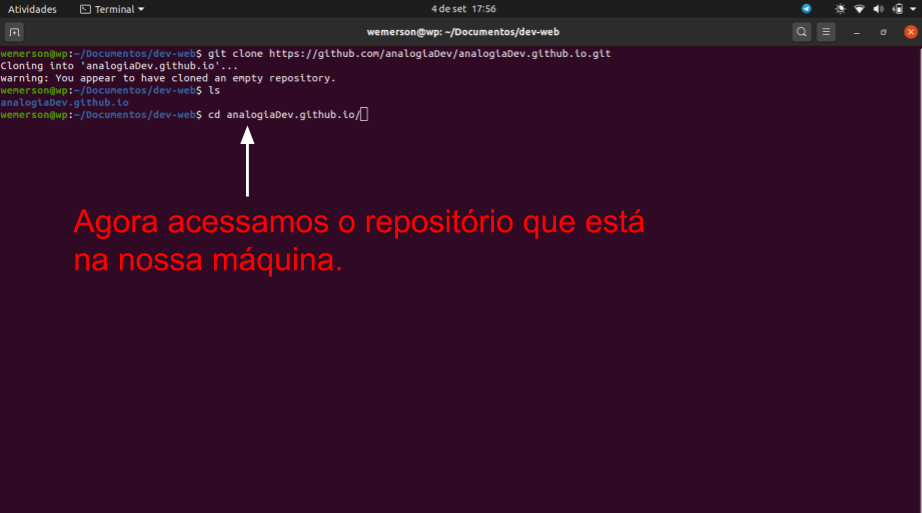 Atividades Terminal 4 de set 17:56
wemerson@wp: ~/Documentos/dev-web
wemerson@wp:~/Documentos/dev-web$ git clone https://github.com/analogiaDev/analogiaDev.github.io.git
Cloning into 'analogiaDev.github.io'...
warning: You appear to have cloned an empty repository.
wemerson@wp:~/Documentos/dev-web$ ls
analogiaDev.github.io
wemerson@wp:~/Documentos/dev-web$ cd analogiaDev.github.io/
Agora acessamos o repositório que está
na nossa máquina.